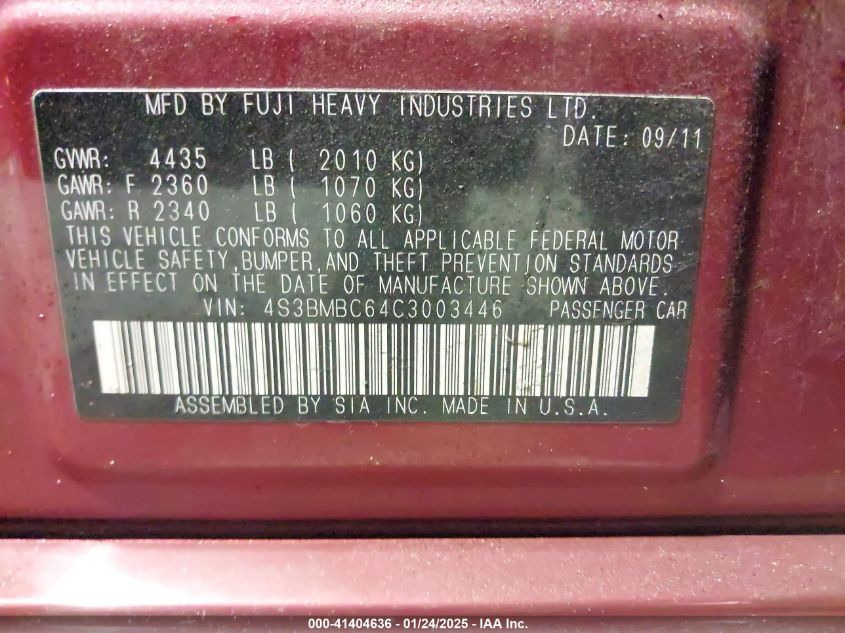 MFD BY FUJI HEAVY INDUSTRIES LTD.
DATE: 09/11
GVWR: 4435 LB ( 2010 KG)
GAWR: F 2360 LB ( 1070 KG)
GAWR: R 2340 LB ( 1060 KG)
THIS VEHICLE CONFORMS TO ALL APPLICABLE FEDERAL MOTOR
VEHICLE SAFETY, BUMPER, AND THEFT PREVENTION STANDARDS
IN EFFECT ON THE DATE OF MANUFACTURE SHOWN ABOVE.
VIN: 4S3BMBC64C3003446 PASSENGER CAR
ASSEMBLED BY SIA INC. MADE IN U.S.A.
000-41404636 - 01/24/2025 - IAA Inc.